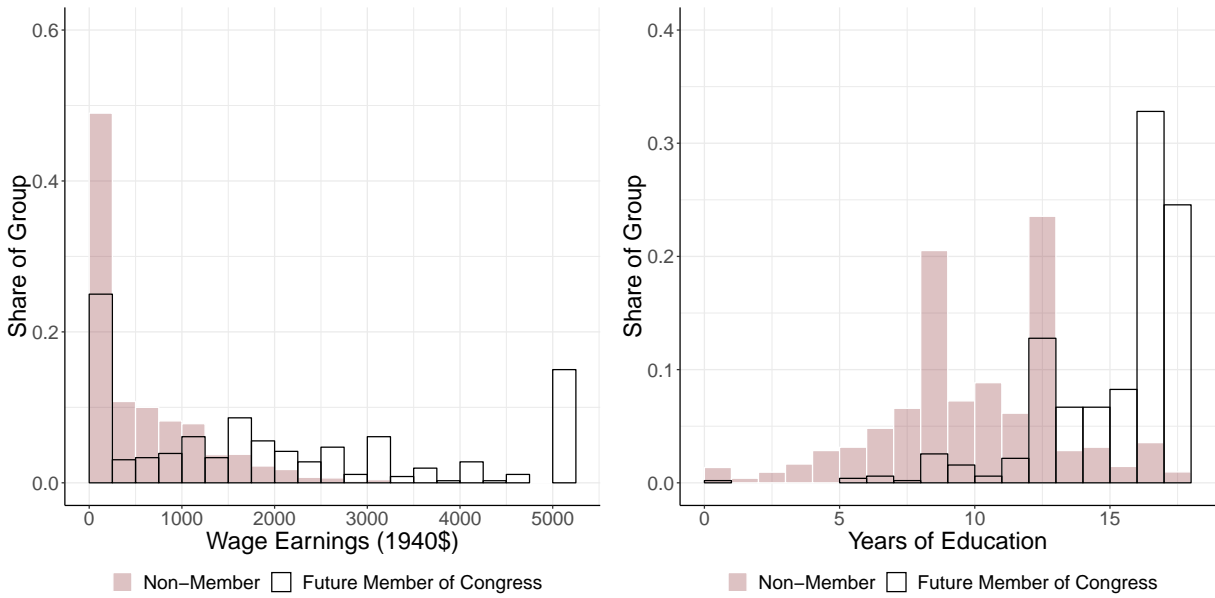 Share of Group
0.6
0.4
0.2
0.0
0 1000 2000 3000 4000 5000
Wage Earnings (1940$)
Non−Member Future Member of Congress
Share of Group
0.4
0.3
0.2
0.1
0.0
0 5 10 15
Years of Education
Non−Member Future Member of Congress